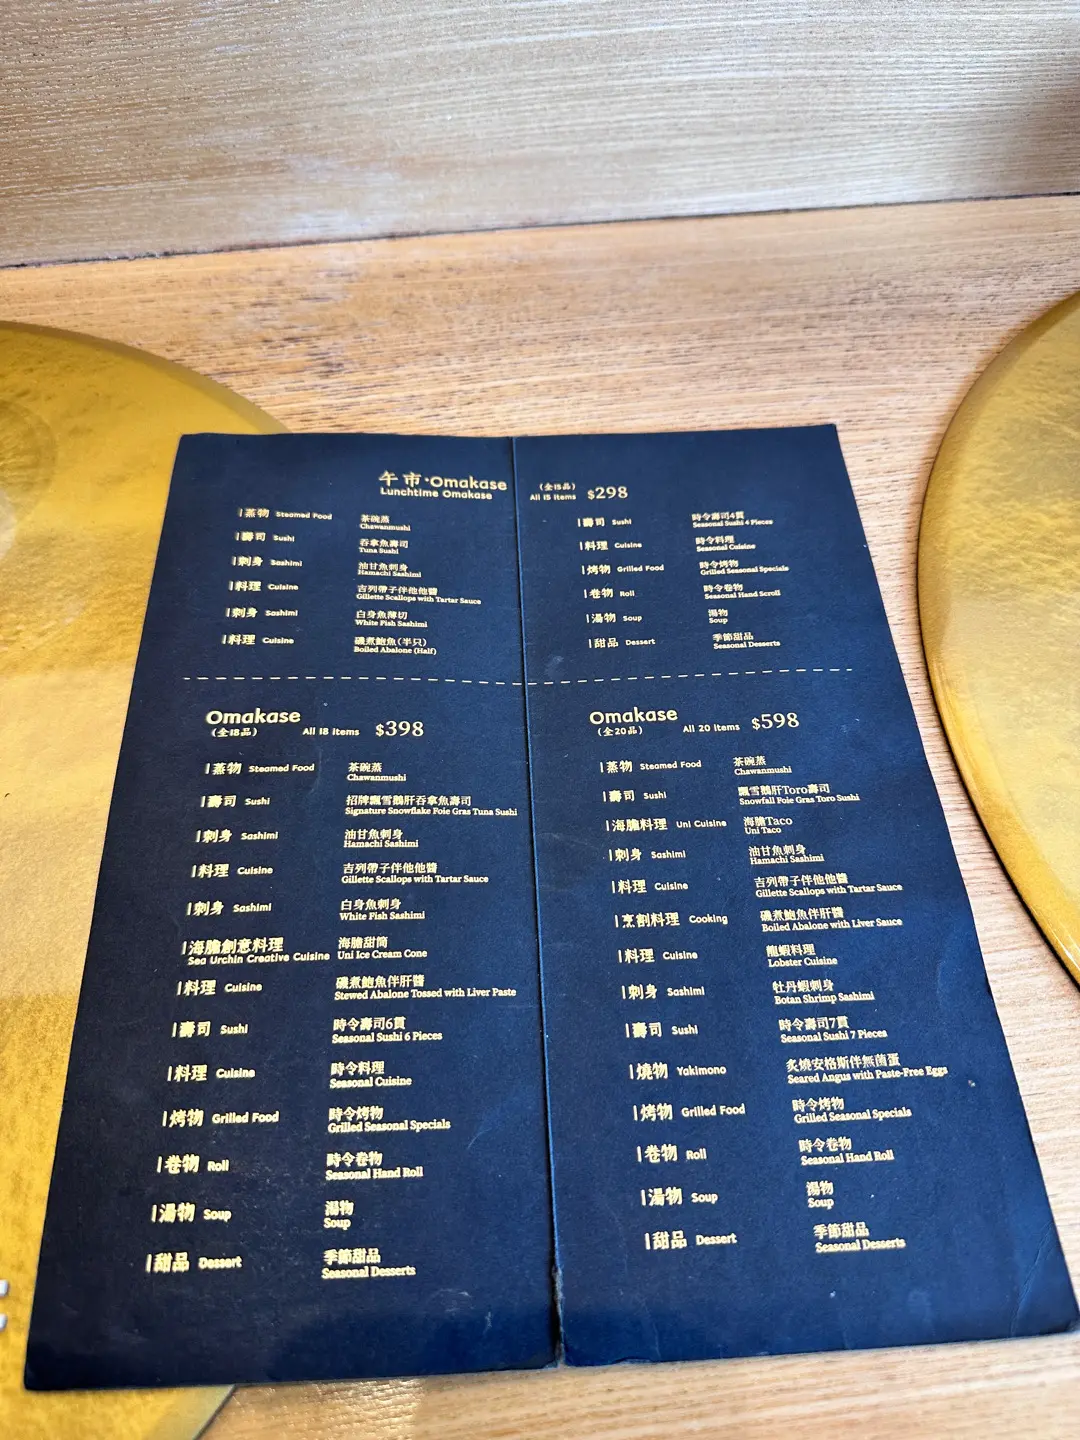 午市·Omakase (全15品)
Lunchtime Omakase All 15 items $298
蒸物 Steamed Food 茶碗蒸
Chawanmushi
壽司 Sushi 吞拿魚壽司
Tuna Sushi
刺身 Sashimi 油甘魚刺身
Hamachi Sashimi
料理 Cuisine 吉列帶子伴他他醬
Gillette Scallops with Tartar Sauce
刺身 Sashimi 白身魚薄切
White Fish Sashimi
料理 Cuisine 磯煮鮑魚(半只)
Boiled Abalone (Half)
壽司 Sushi 時令壽司4貫
Seasonal Sushi 4 Pieces
料理 Cuisine 時令料理
Seasonal Cuisine
烤物 Grilled Food 時令烤物
Grilled Seasonal Specials
卷物 Roll 時令卷物
Seasonal Hand Scroll
湯物 Soup 湯物
Soup
甜品 Dessert 季節甜品
Seasonal Desserts
Omakase
(全18品) All 18 items $398
蒸物 Steamed Food 茶碗蒸
Chawanmushi
壽司 Sushi 招牌飄雪鵝肝吞拿魚壽司
Signature Snowflake Foie Gras Tuna Sushi
刺身 Sashimi 油甘魚刺身
Hamachi Sashimi
料理 Cuisine 吉列帶子伴他他醬
Gillette Scallops with Tartar Sauce
刺身 Sashimi 白身魚刺身
White Fish Sashimi
海膽創意料理 海膽甜筒
Sea Urchin Creative Cuisine Uni Ice Cream Cone
料理 Cuisine 磯煮鮑魚伴肝醬
Stewed Abalone Tossed with Liver Paste
壽司 Sushi 時令壽司6貫
Seasonal Sushi 6 Pieces
料理 Cuisine 時令料理
Seasonal Cuisine
烤物 Grilled Food 時令烤物
Grilled Seasonal Specials
卷物 Roll 時令卷物
Seasonal Hand Roll
湯物 Soup 湯物
Soup
甜品 Dessert 季節甜品
Seasonal Desserts
Omakase
(全20品) All 20 items $598
蒸物 Steamed Food 茶碗蒸
Chawanmushi
壽司 Sushi 飄雪鵝肝Toro壽司
Snowfall Foie Gras Toro Sushi
海膽料理 Uni Cuisine 海膽Taco
Uni Taco
刺身 Sashimi 油甘魚刺身
Hamachi Sashimi
料理 Cuisine 吉列帶子伴他他醬
Gillette Scallops with Tartar Sauce
烹割料理 Cooking 磯煮鮑魚伴肝醬
Boiled Abalone with Liver Sauce
料理 Cuisine 龍蝦料理
Lobster Cuisine
刺身 Sashimi 牡丹蝦刺身
Botan Shrimp Sashimi
壽司 Sushi 時令壽司7貫
Seasonal Sushi 7 Pieces
燒物 Yakimono 炙燒安格斯伴無菌蛋
Seared Angus with Paste-Free Eggs
烤物 Grilled Food 時令烤物
Grilled Seasonal Specials
卷物 Roll 時令卷物
Seasonal Hand Roll
湯物 Soup 湯物
Soup
甜品 Dessert 季節甜品
Seasonal Desserts